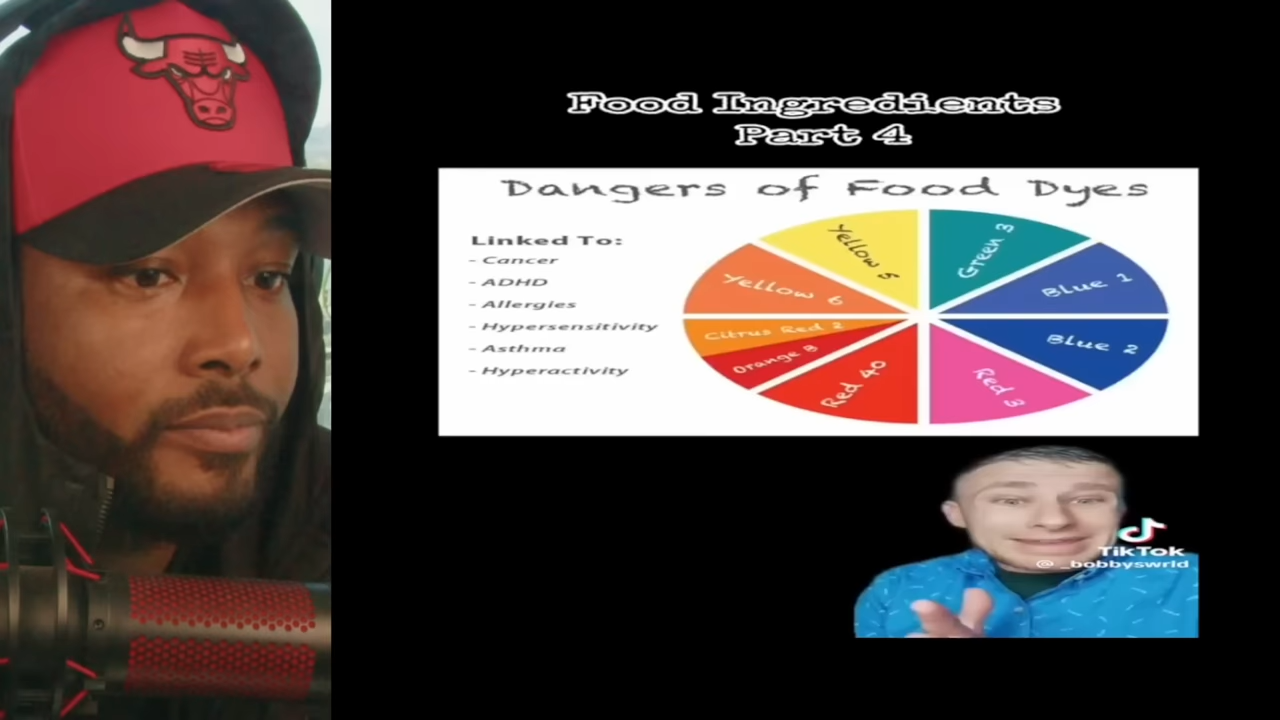 Food Ingredients
Part 4
Dangers of Food Dyes
Linked To:
- Cancer
- ADHD
- Allergies
- Hypersensitivity
- Asthma
- Hyperactivity
Yellow 5
Green 3
Yellow 6
Blue 1
Citrus Red 2
Orange B
Blue 2
Red 40
Red 3
TikTok
@ _bobbyswrld